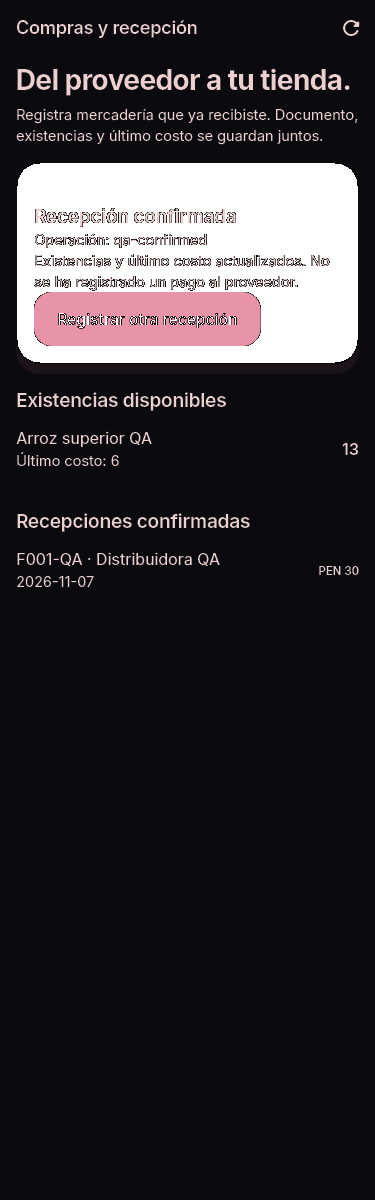 Compras y recepción
Del proveedor a tu tienda.
Registra mercadería que ya recibiste. Documento,
existencias y último costo se guardan juntos.
Recepción confirmada
Operación: qa-confirmed
Existencias y último costo actualizados. No
se ha registrado un pago al proveedor.
Registrar otra recepción
Existencias disponibles
Arroz superior QA
Último costo: 6
13
Recepciones confirmadas
F001-QA · Distribuidora QA
2026-11-07
PEN 30